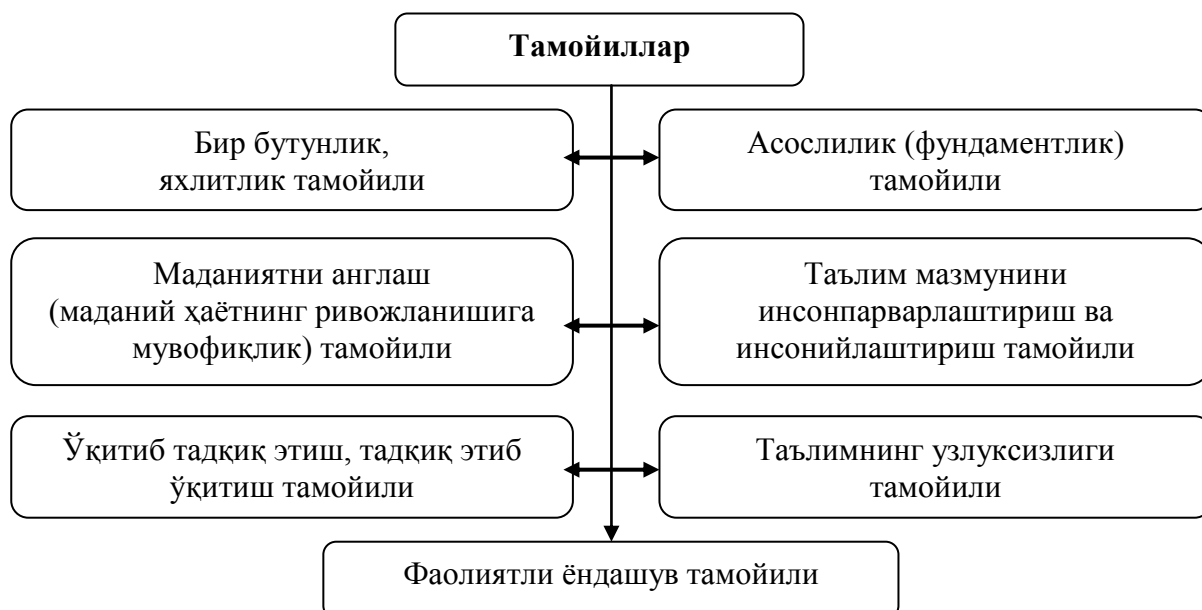 Тамойиллар
Бир бутунлик,
яхлитлик тамойили
Асослилик (фундаментлик)
тамойили
Маданиятни англаш
(маданий ҳаётнинг ривожланишига
мувофиқлик) тамойили
Таълим мазмунини
инсонпарварлаштириш ва
инсонийлаштириш тамойили
Ўқитиб тадқиқ этиш, тадқиқ этиб
ўқитиш тамойили
Таълимнинг узлуксизлиги
тамойили
Фаолиятли ёндашув тамойили